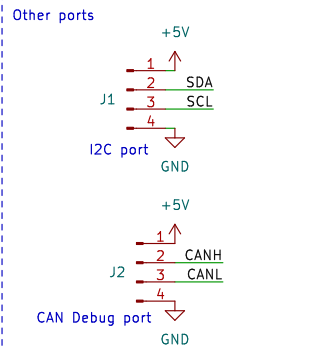 Other ports
+5V
1
2 SDA
J1 3 SCL
4
I2C port
GND
+5V
1
2 CANH
J2 3 CANL
4
CAN Debug port
GND